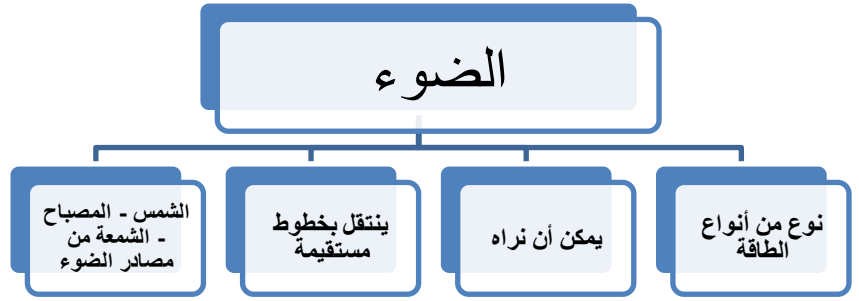 الضوء
نوع من أنواع
الطاقة
يمكن أن نراه
ينتقل بخطوط
مستقيمة
الشمس - المصباح
- الشمعة من
مصادر الضوء